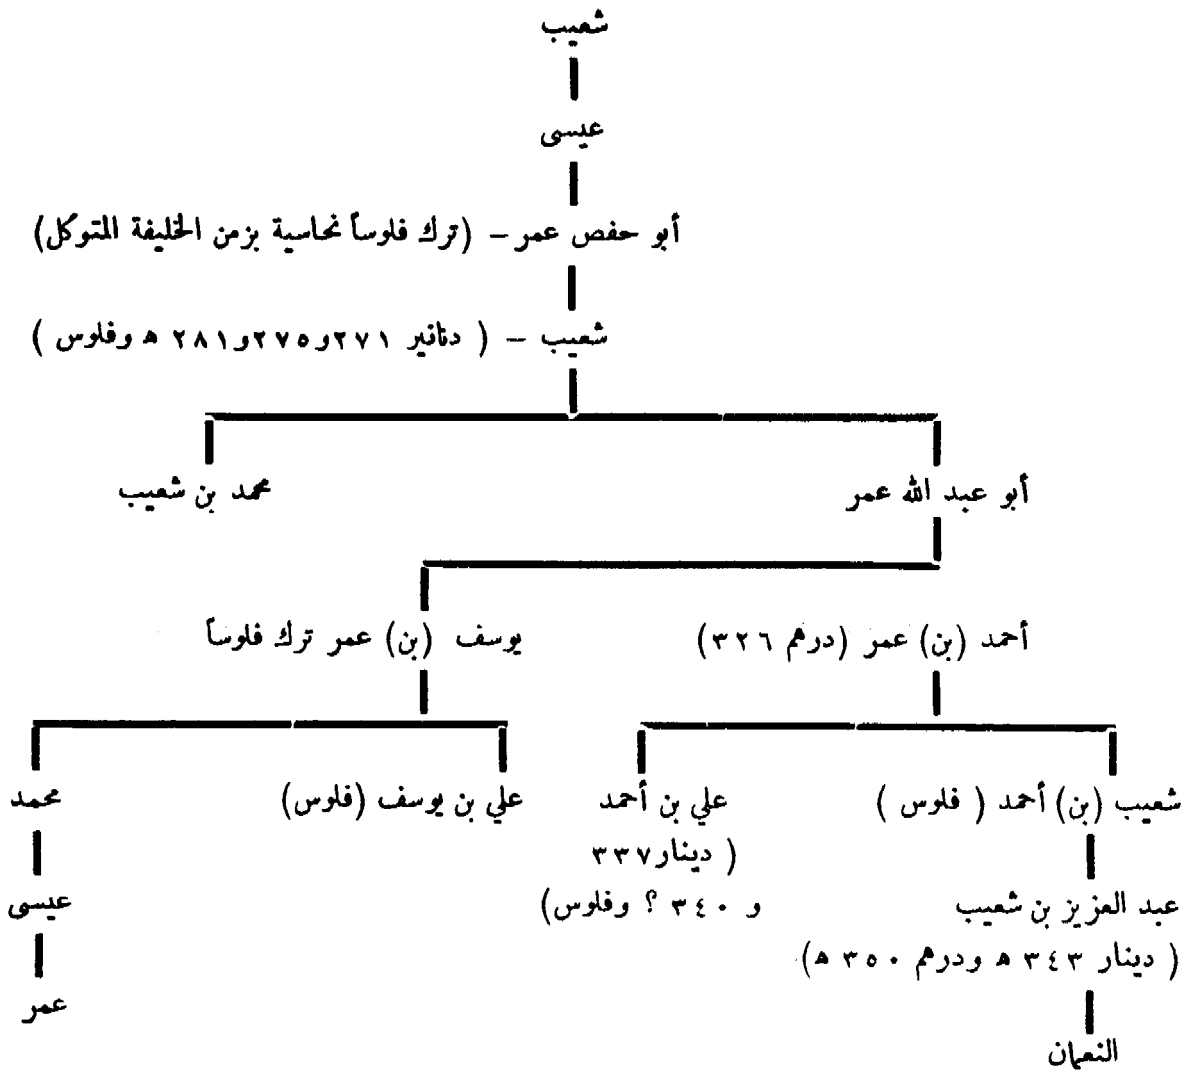 شعيب
عيسى
أبو حفص عمر - (ترك فلوساً نحاسية بزمن الخليفة المتوكل)
شعيب - ( دنانير ٢٧١ و٢٧٥ و٢٨١ ه وفلوس )
أبو عبد الله عمر
محمد بن شعيب
أحمد (بن) عمر (درهم ٣٢٦)
يوسف (بن) عمر ترك فلوساً
شعيب (بن) أحمد ( فلوس )
علي بن أحمد
( دينار ٣٣٧
و ٣٤٠ ؟ وفلوس)
علي بن يوسف (فلوس)
محمد
عبد العزيز بن شعيب
( دينار ٣٤٣ ه ودرهم ٣٥٠ ه)
عيسى
النعمان
عمر